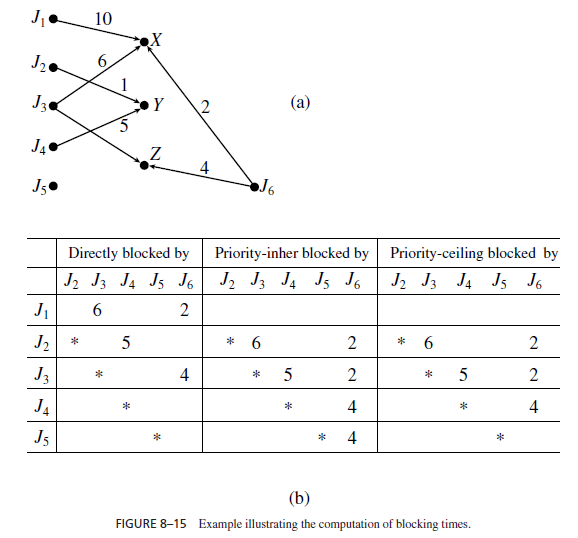 J1 10
X
J2 6
1
J3 Y 2 (a)
5
J4
Z
4
J5 J6
Directly blocked by Priority-inher blocked by Priority-ceiling blocked by
J2 J3 J4 J5 J6 J2 J3 J4 J5 J6 J2 J3 J4 J5 J6
J1 6 2
J2 * 5 * 6 2 * 6 2
J3 * 4 * 5 2 * 5 2
J4 * * 4 * 4
J5 * * 4 *
(b)
FIGURE 8–15 Example illustrating the computation of blocking times.